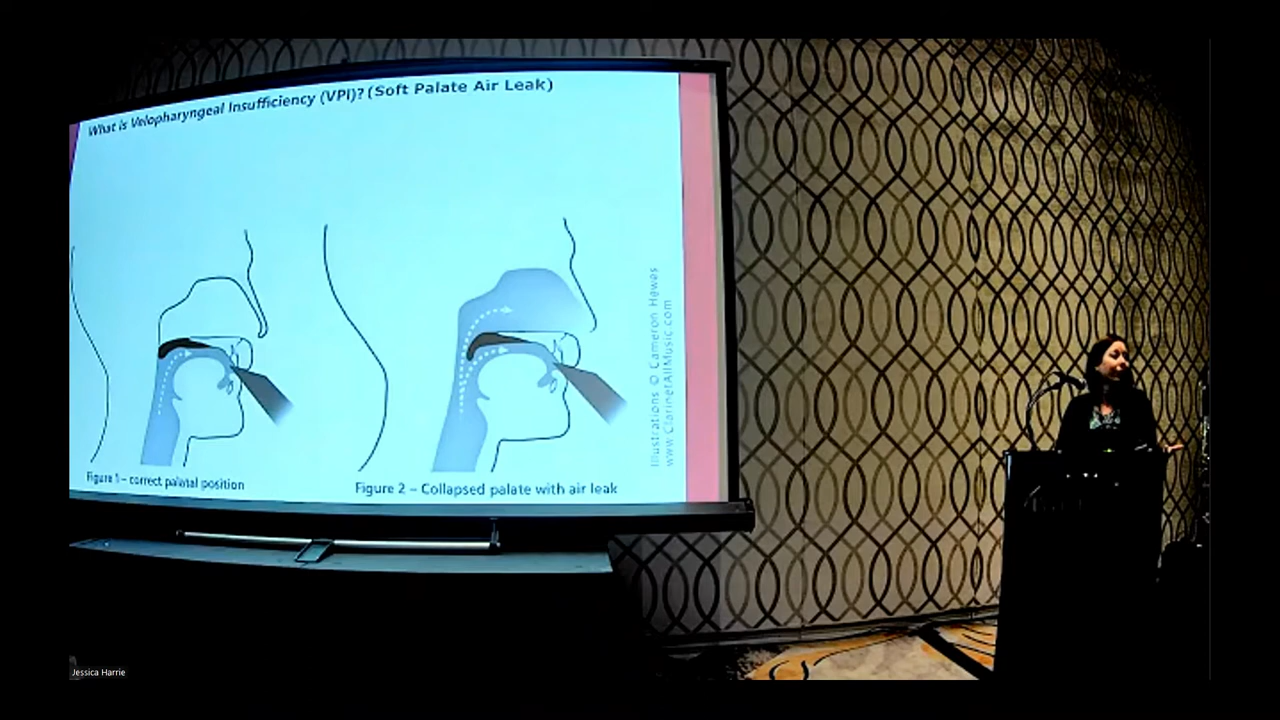 What is Velopharyngeal Insufficiency (VPI)? (Soft Palate Air Leak)
Illustrations © Cameron Hawes
www.ClarinetAllMusic.com
Figure 1 – correct palatal position
Figure 2 – Collapsed palate with air leak
Jessica Harrie